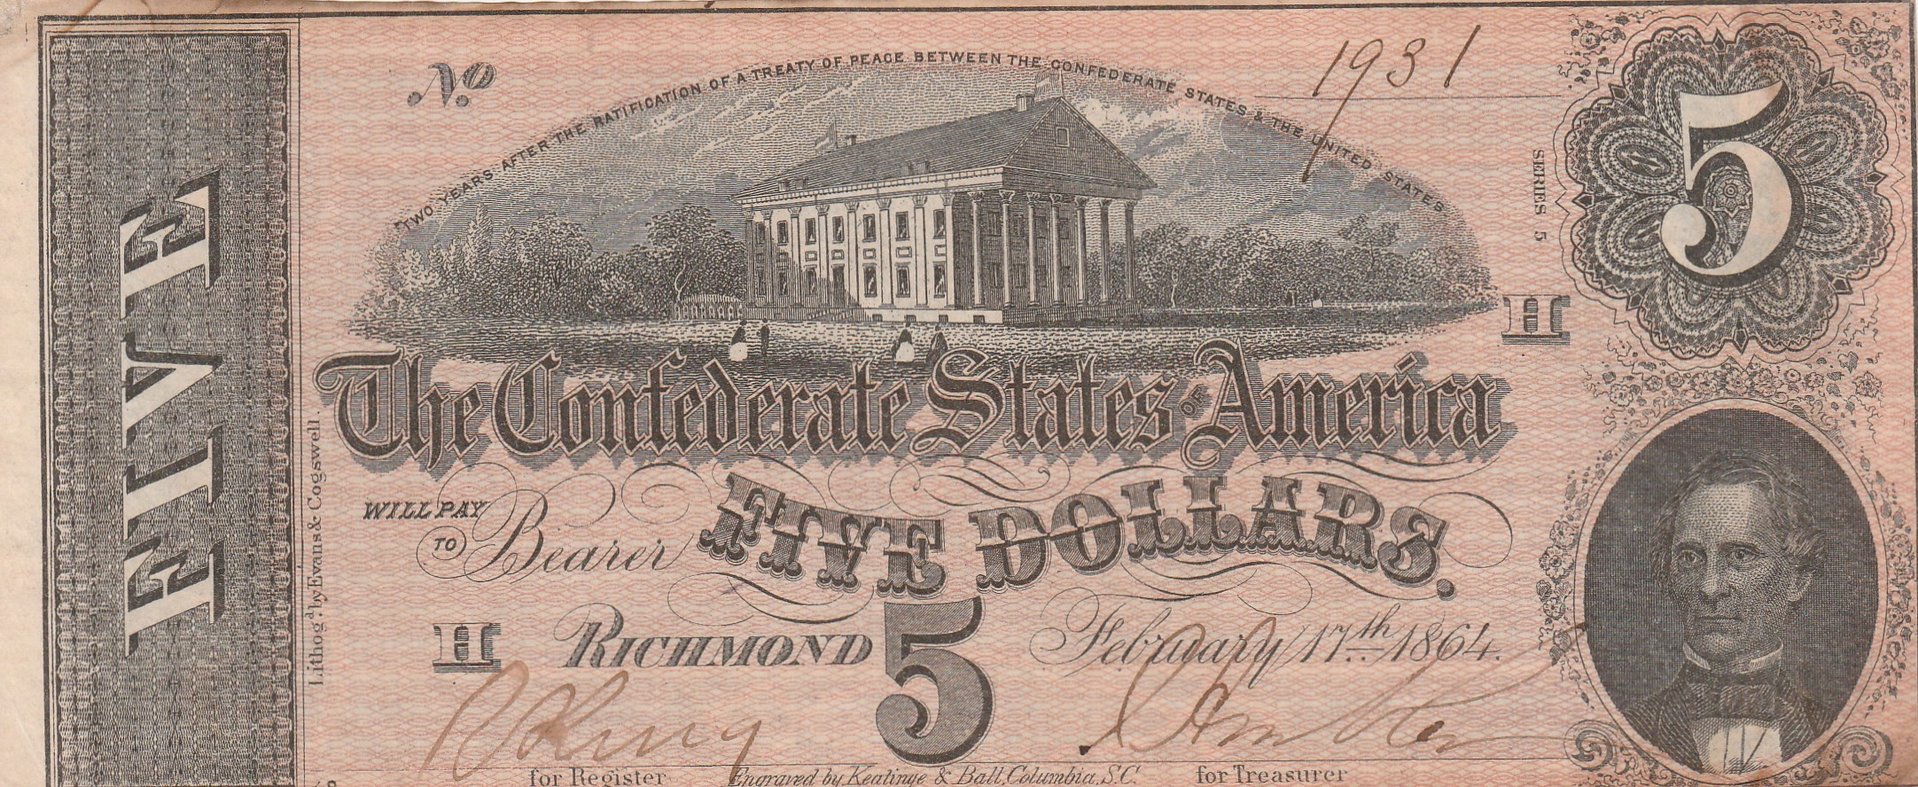 No
1931
TWO YEARS AFTER THE RATIFICATION OF A TREATY OF PEACE BETWEEN THE CONFEDERATE STATES & THE UNITED STATES
5
SERIES 5
H
FIVE
The Confederate States OF America
Lithogd. by Evans & Cogswell.
WILL PAY TO Bearer FIVE DOLLARS.
H RICHMOND 5 February 17th. 1864.
for Register Engraved by Keatinge & Ball, Columbia, S.C. for Treasurer